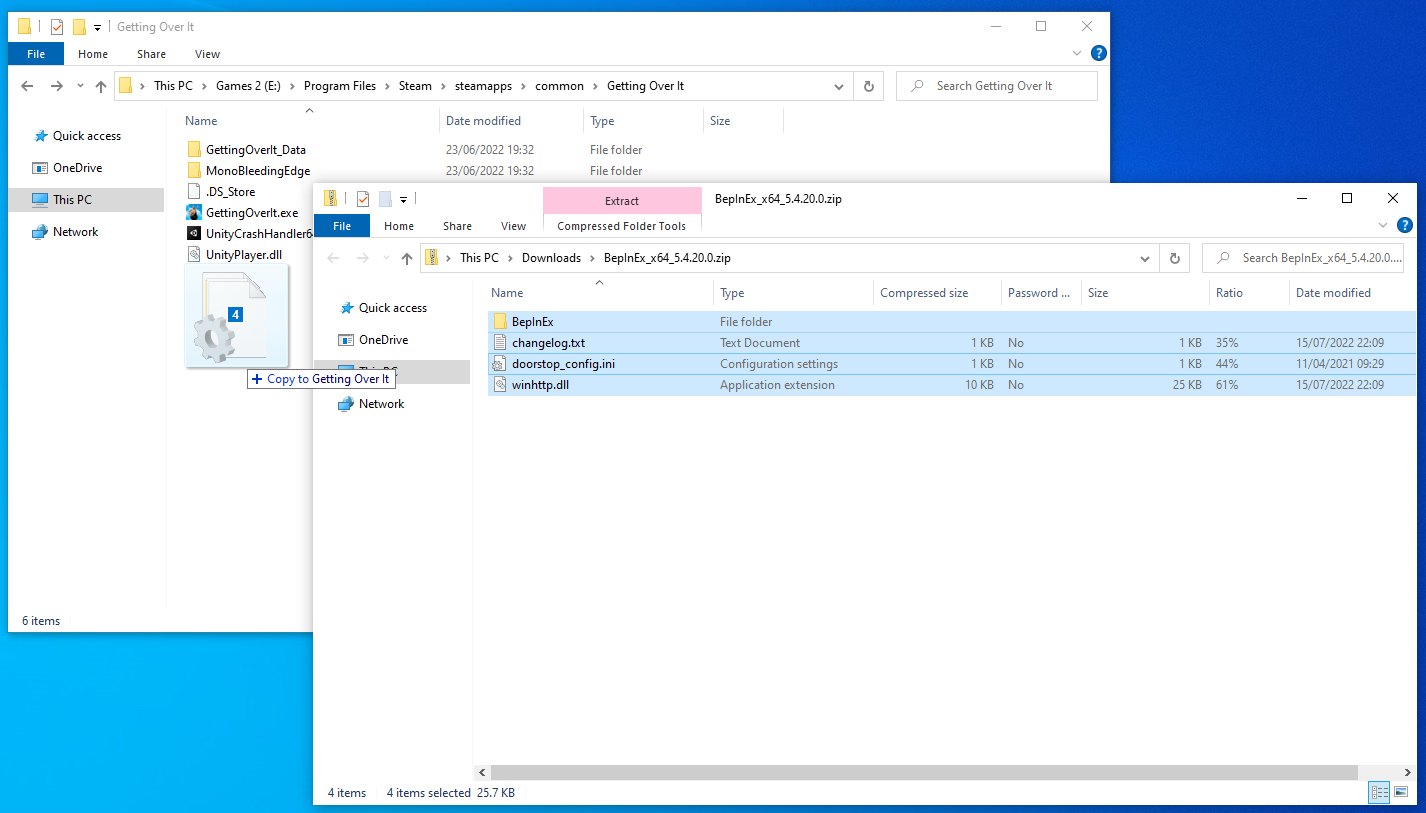 Getting Over It
File Home Share View
This PC Games 2 (E:) Program Files Steam steamapps common Getting Over It
Search Getting Over It
Name Date modified Type Size
Quick access
OneDrive
This PC
Network
GettingOverIt_Data 23/06/2022 19:32 File folder
MonoBleedingEdge 23/06/2022 19:32 File folder
.DS_Store
GettingOverIt.exe
UnityCrashHandler6
UnityPlayer.dll
4
+ Copy to Getting Over It
6 items
Extract
BepInEx_x64_5.4.20.0.zip
File Home Share View Compressed Folder Tools
This PC Downloads BepInEx_x64_5.4.20.0.zip
Search BepInEx_x64_5.4.20.0....
Name Type Compressed size Password ... Size Ratio Date modified
Quick access
OneDrive
This PC
Network
BepInEx File folder
changelog.txt Text Document 1 KB No 1 KB 35% 15/07/2022 22:09
doorstop_config.ini Configuration settings 1 KB No 1 KB 44% 11/04/2021 09:29
winhttp.dll Application extension 10 KB No 25 KB 61% 15/07/2022 22:09
4 items 4 items selected 25.7 KB